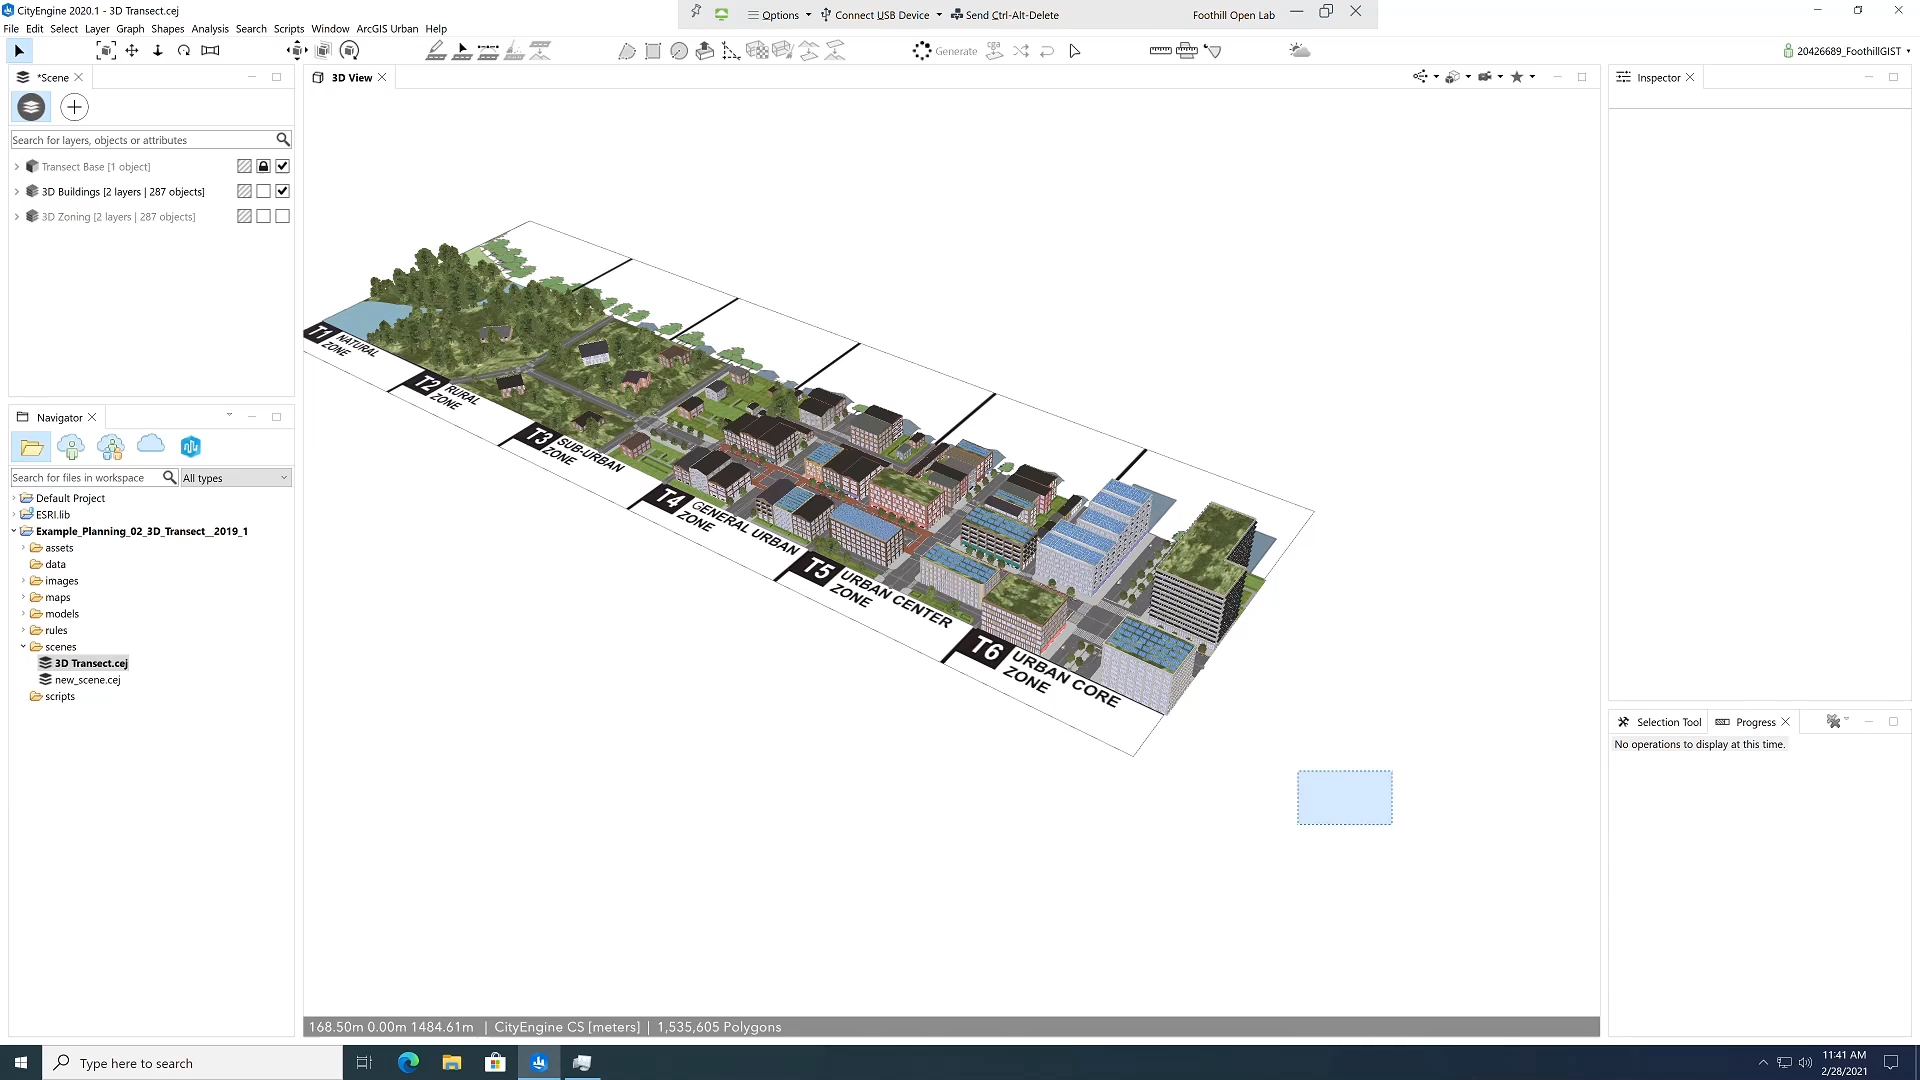 CityEngine 2020.1 - 3D Transect.cej
Options
Connect USB Device
Send Ctrl-Alt-Delete
Foothill Open Lab
File Edit Select Layer Graph Shapes Analysis Search Scripts Window ArcGIS Urban Help
Generate
20426689_FoothillGIST
*Scene
3D View
Inspector
Search for layers, objects or attributes
Transect Base [1 object]
3D Buildings [2 layers | 287 objects]
3D Zoning [2 layers | 287 objects]
T1 NATURAL
ZONE
T2 RURAL
ZONE
T3 SUB-URBAN
ZONE
T4 GENERAL URBAN
ZONE
T5 URBAN CENTER
ZONE
T6 URBAN CORE
ZONE
Navigator
Search for files in workspace
All types
Default Project
ESRI.lib
Example_Planning_02_3D_Transect__2019_1
assets
data
images
maps
models
rules
scenes
3D Transect.cej
new_scene.cej
scripts
Selection Tool
Progress
No operations to display at this time.
168.50m 0.00m 1484.61m | CityEngine CS [meters] | 1,535,605 Polygons
Type here to search
11:41 AM
2/28/2021